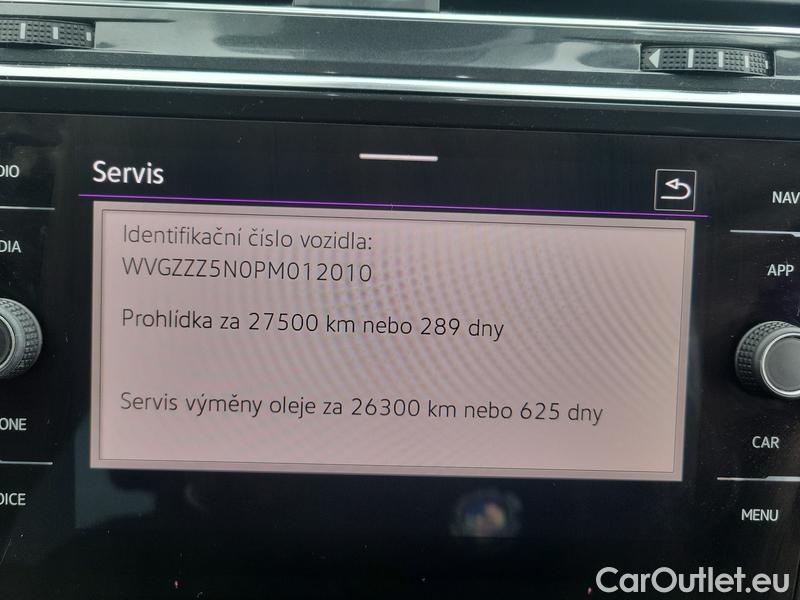 Servis
DIO
NAV
Identifikační číslo vozidla:
WVGZZZ5N0PM012010
DIA
APP
Prohlídka za 27500 km nebo 289 dny
Servis výměny oleje za 26300 km nebo 625 dny
ONE
CAR
OICE
MENU
CarOutlet.eu